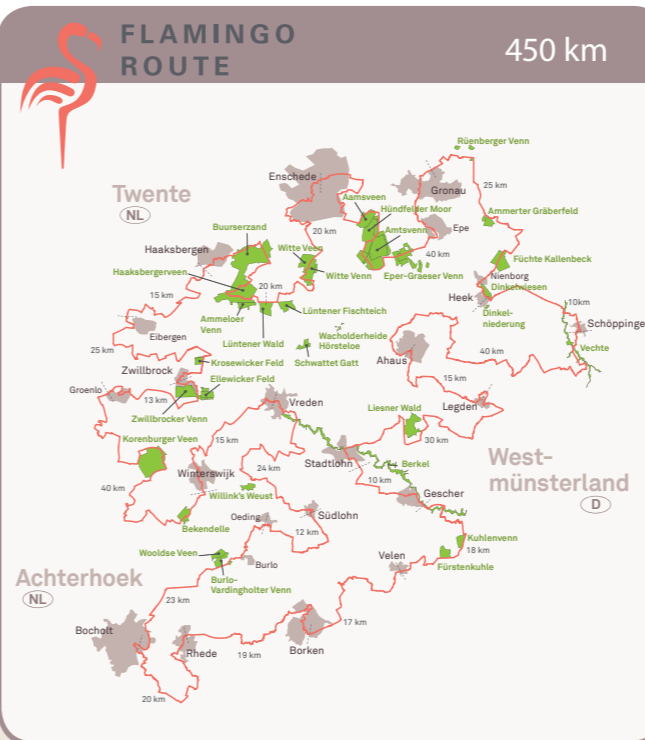 FLAMINGO
ROUTE
450 km
Rüenberger Venn
Enschede
Twente
NL
Aamsveen
Gronau
25 km
Hündfelder Moor
Ammerter Gräberfeld
Buurserzand
Amtsvenn
Epe
20 km
Haaksbergen
Witte Veen
40 km
Füchte Kallenbeck
Haaksbergerveen
Witte Venn
Eper-Graeser Venn
Nienborg
20 km
Dinkelwiesen
15 km
Heek
10km
Lüntener Fischteich
Dinkel-
niederung
Ammeloer
Venn
Schöppinge
Eibergen
Wacholderheide
Hörsteloe
Lüntener Wald
Vechte
25 km
Krosewicker Feld
Schwattet Gatt
Ahaus
40 km
Zwillbrock
Ellewicker Feld
15 km
Groenlo
13 km
Vreden
Liesner Wald
Legden
Zwillbrocker Venn
Korenburger Veen
15 km
30 km
West-
münsterland
D
Stadtlohn
Berkel
24 km
Winterswijk
10 km
40 km
Willink's Weust
Gescher
Oeding
Südlohn
Bekendelle
12 km
Kuhlenvenn
18 km
Wooldse Veen
Velen
Fürstenkuhle
Burlo
Achterhoek
NL
Burlo-
Vardingholter Venn
23 km
17 km
Bocholt
Rhede
19 km
Borken
20 km